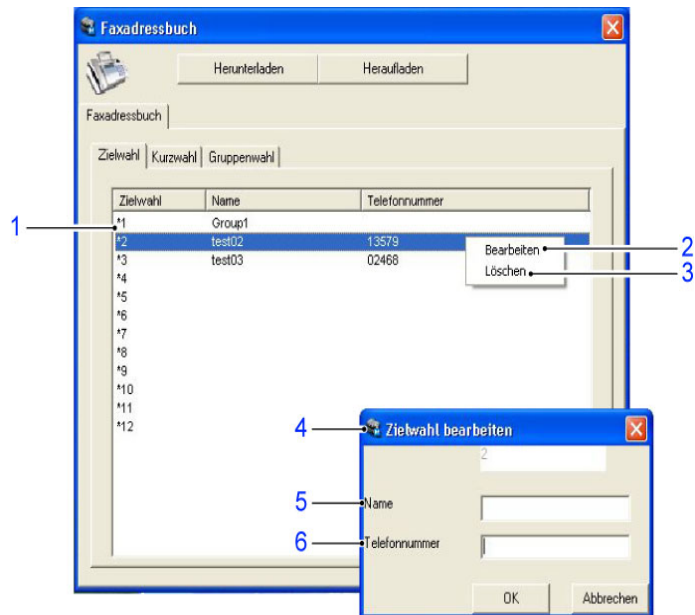 Faxadressbuch
Herunterladen Heraufladen
Faxadressbuch
Zielwahl Kurzwahl Gruppenwahl
Zielwahl Name Telefonnummer
1
*1 Group1
*2 test02 13579
Bearbeiten 2
*3 test03 02468
Löschen 3
*4
*5
*6
*7
*8
*9
*10
*11
*12
4 Zielwahl bearbeiten
2
5 Name
6 Telefonnummer
OK Abbrechen